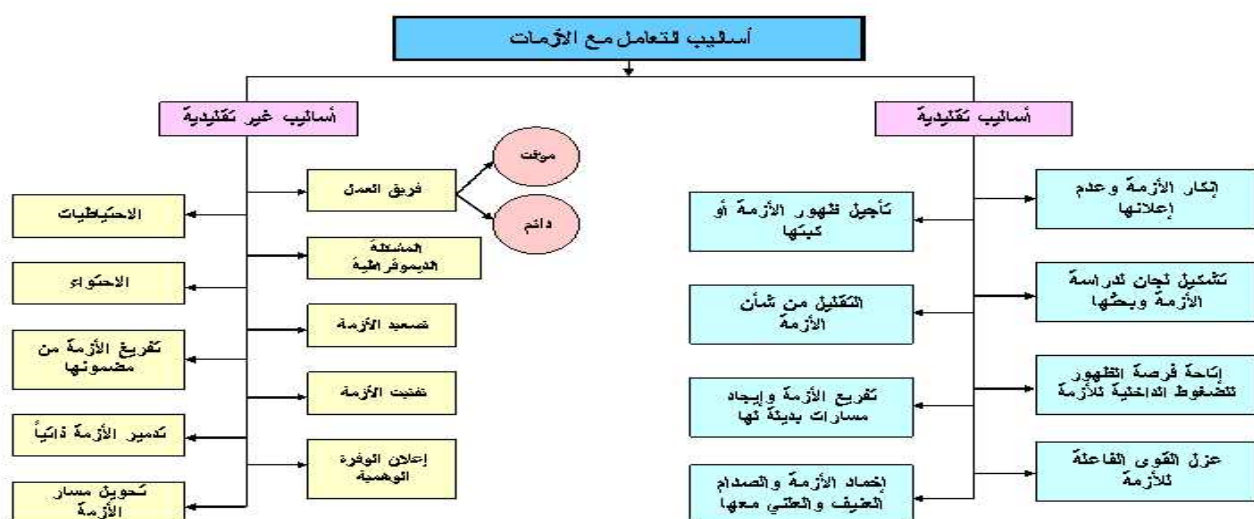 أساليب التعامل مع الأزمات
أساليب تقليدية
إنكار الأزمة وعدم
إعلانها
تأجيل ظهور الأزمة أو
كبتها
تشكيل لجان لدراسة
الأزمة وبحثها
التقليل من شأن
الأزمة
إتاحة فرصة الظهور
للضغوط الداخلية للأزمة
تفريغ الأزمة وإيجاد
مسارات بديلة لها
عزل القوى الفاعلة
للأزمة
إخماد الأزمة والصدام
العنيف والعلني معها
أساليب غير تقليدية
فريق العمل
موقت
دائم
الاحتياطيات
المشكلة
الديموقراطية
الاحتواء
تصعيد الأزمة
تفريغ الأزمة من
مضمونها
تفتيت الأزمة
تدمير الأزمة ذاتياً
إعلان الوفرة
الوهمية
تحويل مسار
الأزمة